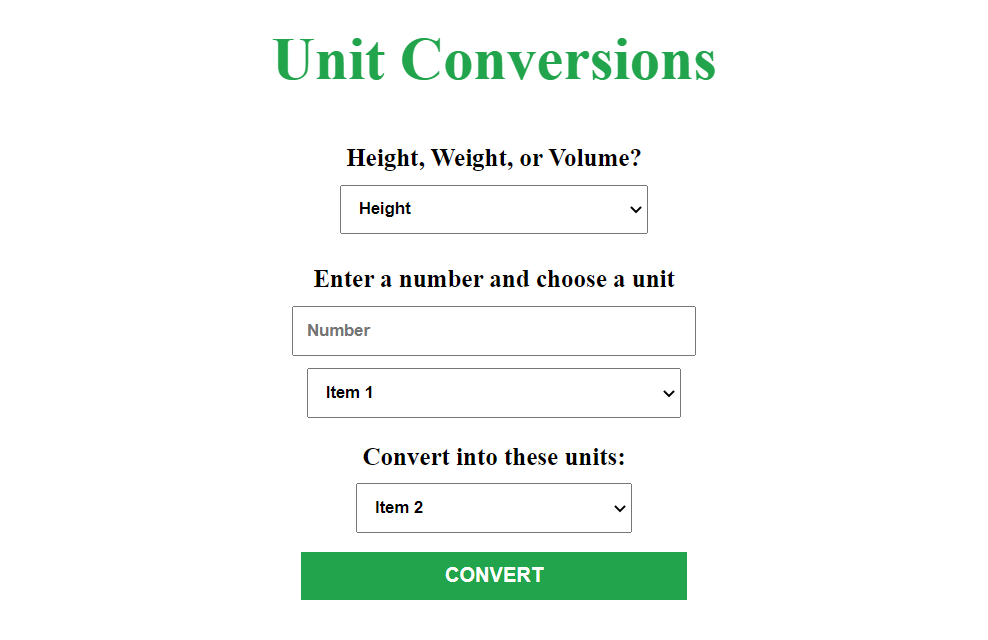 Unit Conversions
Height, Weight, or Volume?
Height
Enter a number and choose a unit
Number
Item 1
Convert into these units:
Item 2
CONVERT